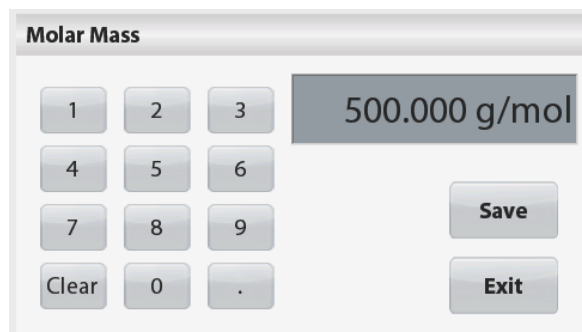 Molar Mass
1 2 3
500.000 g/mol
4 5 6
7 8 9
Clear 0 .
Save
Exit